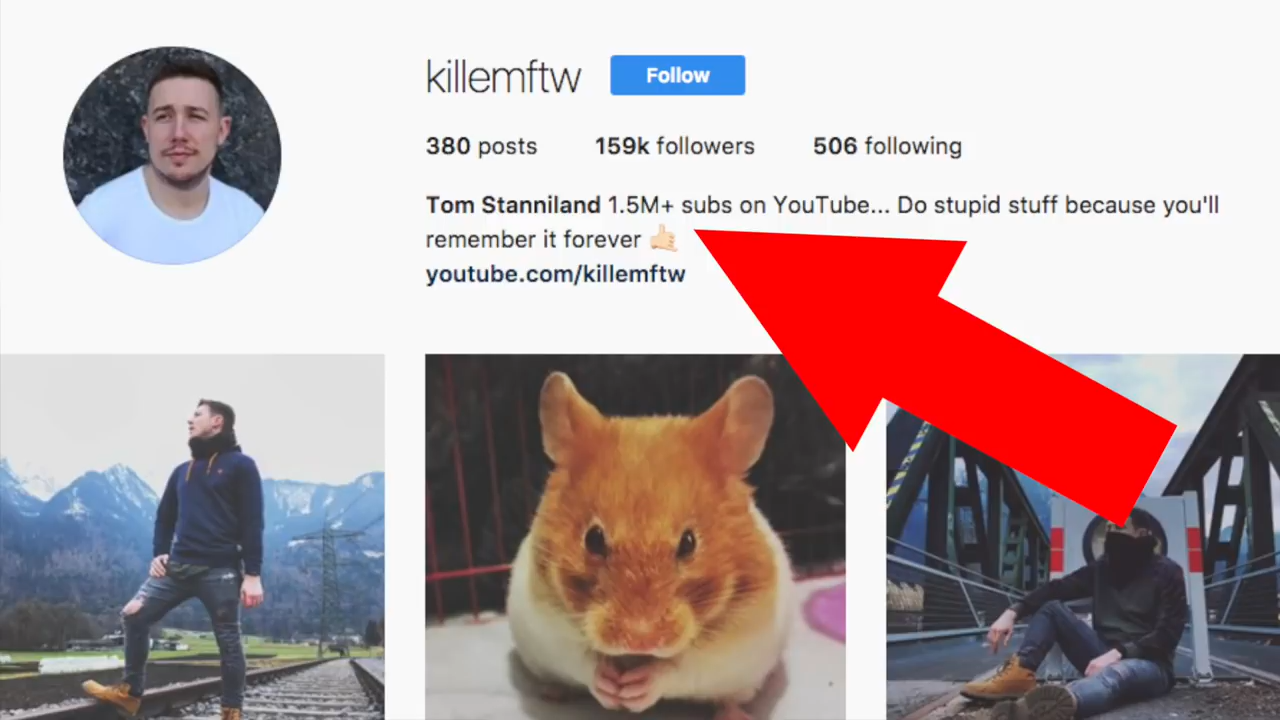 killemftw Follow
380 posts 159k followers 506 following
Tom Stanniland 1.5M+ subs on YouTube... Do stupid stuff because you'll
remember it forever 🤙🏻
youtube.com/killemftw